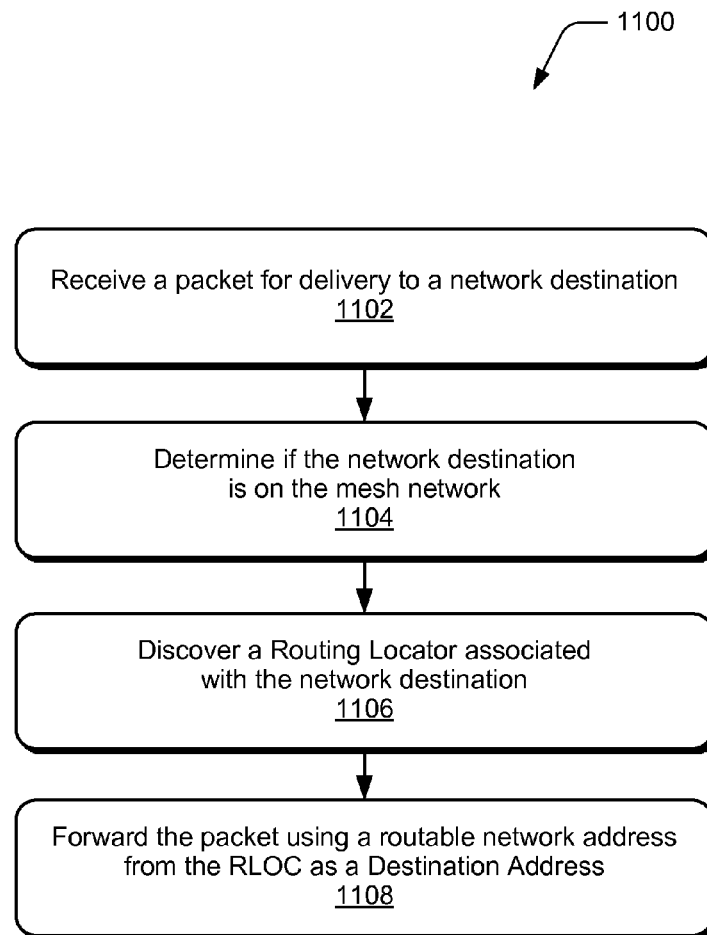 1100
Receive a packet for delivery to a network destination
1102
Determine if the network destination
is on the mesh network
1104
Discover a Routing Locator associated
with the network destination
1106
Forward the packet using a routable network address
from the RLOC as a Destination Address
1108